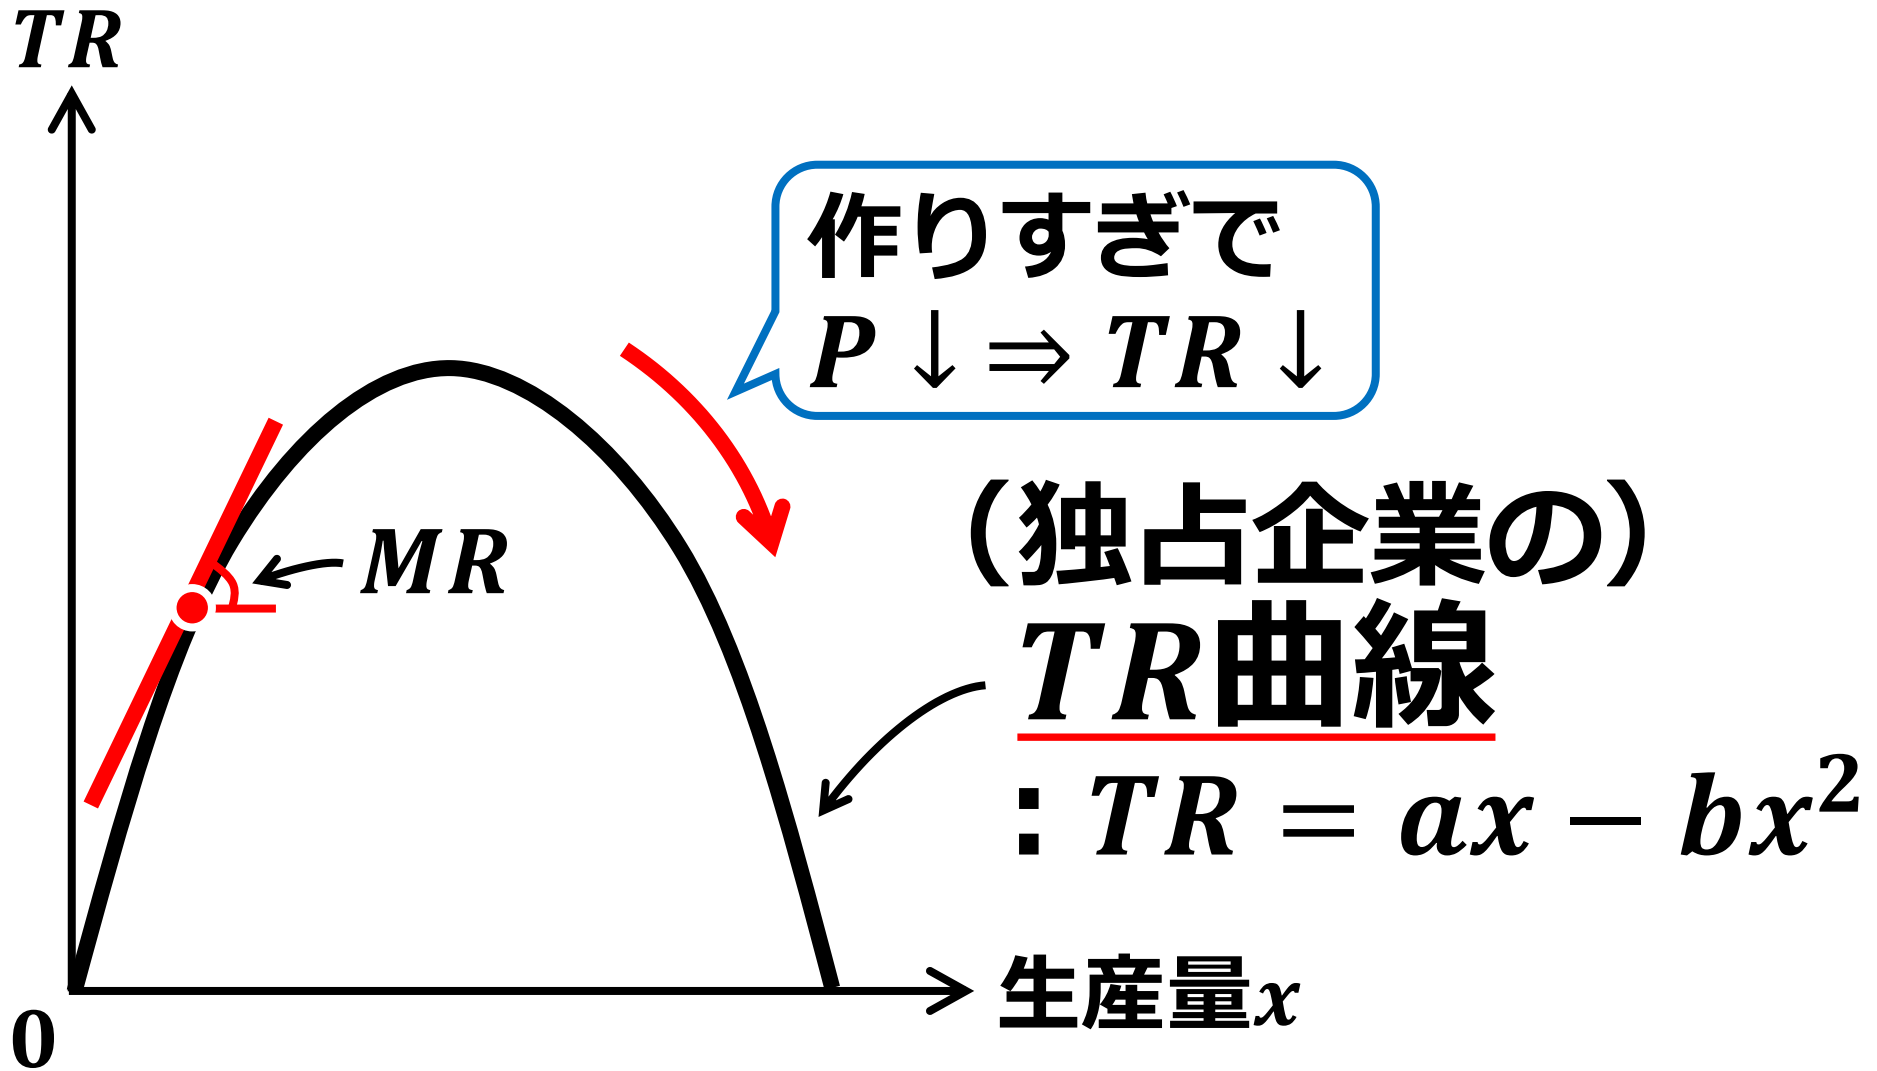 TR
作りすぎで
P↓⇒TR↓
MR
（独占企業の）
TR曲線
：TR = ax − bx²
生産量x
0